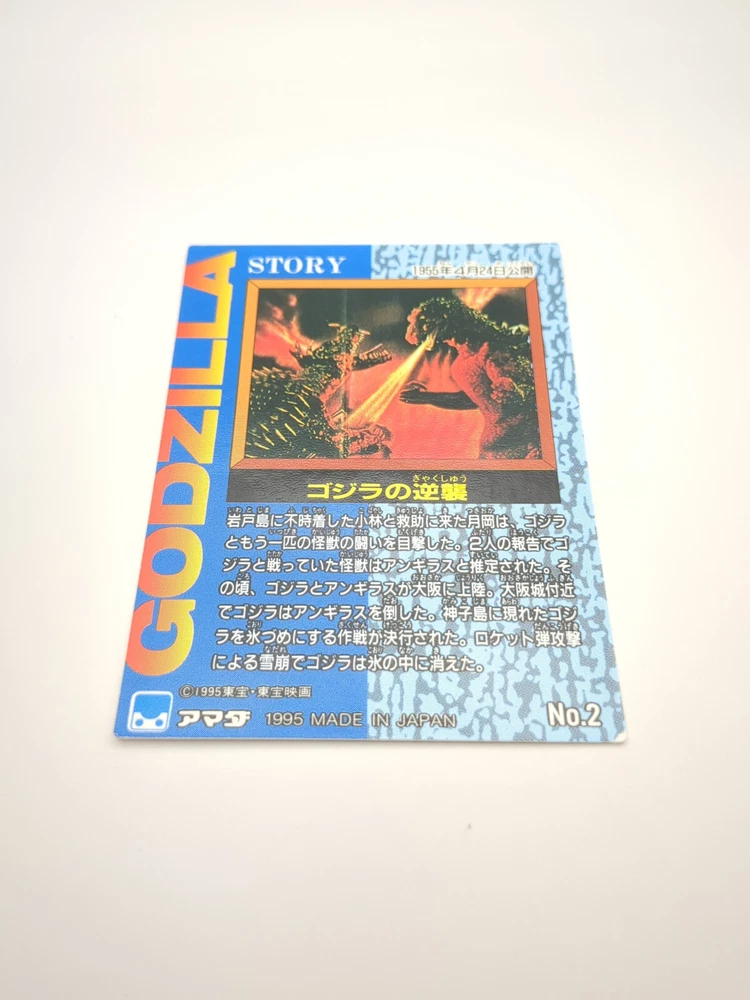 GODZILLA
STORY
1955年4月24日公開
ぎゃくしゅう
ゴジラの逆襲
岩戸島に不時着した小林と救助に来た月岡は、ゴジラ
ともう一匹の怪獣の闘いを目撃した。2人の報告でゴ
ジラと戦っていた怪獣はアンギラスと推定された。そ
の頃、ゴジラとアンギラスが大阪に上陸。大阪城付近
でゴジラはアンギラスを倒した。神子島に現れたゴジ
ラを氷づめにする作戦が決行された。ロケット弾攻撃
による雪崩でゴジラは氷の中に消えた。
©1995東宝・東宝映画
アマダ 1995 MADE IN JAPAN No.2